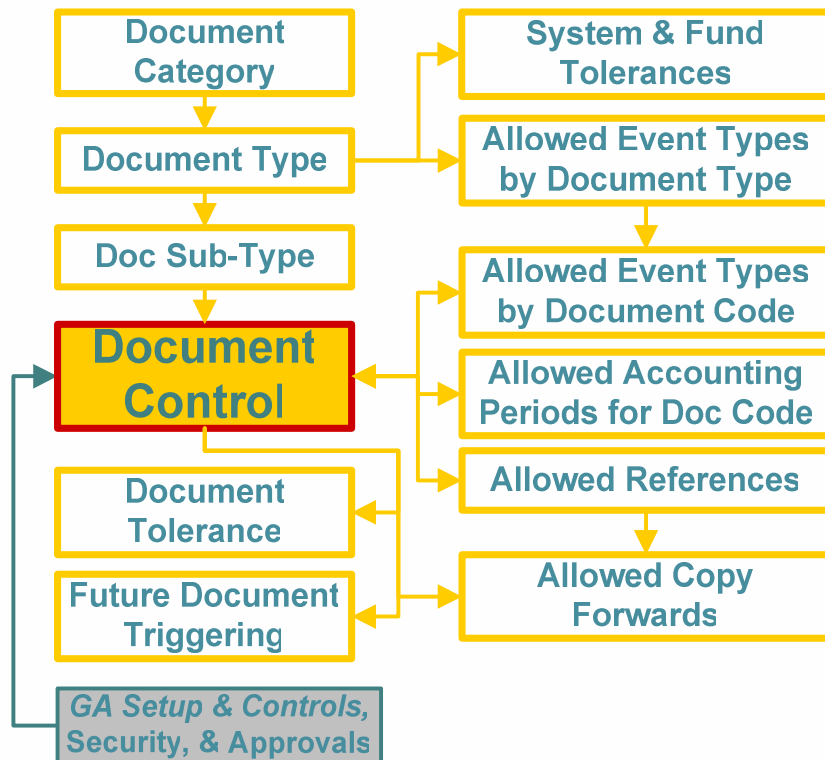 Document
Category
Document Type
Doc Sub-Type
Document
Control
Document
Tolerance
Future Document
Triggering
GA Setup & Controls,
Security, & Approvals
System & Fund
Tolerances
Allowed Event Types
by Document Type
Allowed Event Types
by Document Code
Allowed Accounting
Periods for Doc Code
Allowed References
Allowed Copy
Forwards